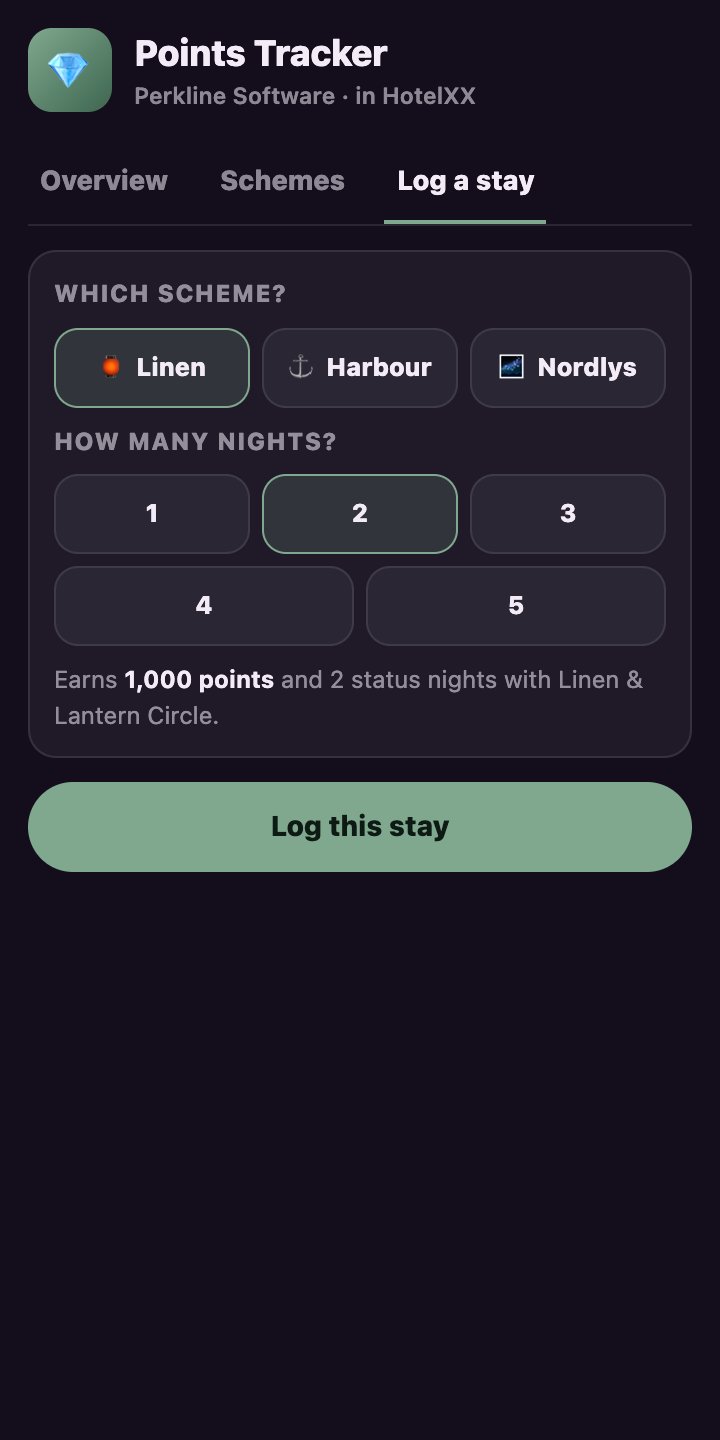 Points Tracker
Perkline Software · in HotelXX
Overview Schemes Log a stay
WHICH SCHEME?
Linen Harbour Nordlys
HOW MANY NIGHTS?
1 2 3
4 5
Earns 1,000 points and 2 status nights with Linen &
Lantern Circle.
Log this stay